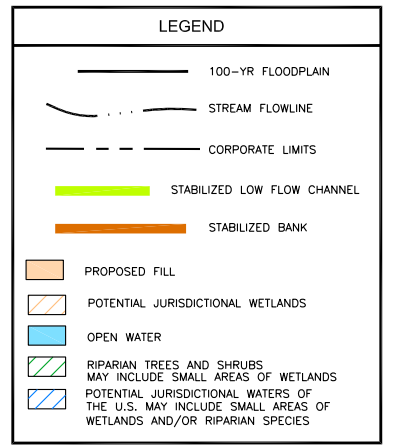 LEGEND
100-YR FLOODPLAIN
STREAM FLOWLINE
CORPORATE LIMITS
STABILIZED LOW FLOW CHANNEL
STABILIZED BANK
PROPOSED FILL
POTENTIAL JURISDICTIONAL WETLANDS
OPEN WATER
RIPARIAN TREES AND SHRUBS
MAY INCLUDE SMALL AREAS OF WETLANDS
POTENTIAL JURISDICTIONAL WATERS OF
THE U.S. MAY INCLUDE SMALL AREAS OF
WETLANDS AND/OR RIPARIAN SPECIES